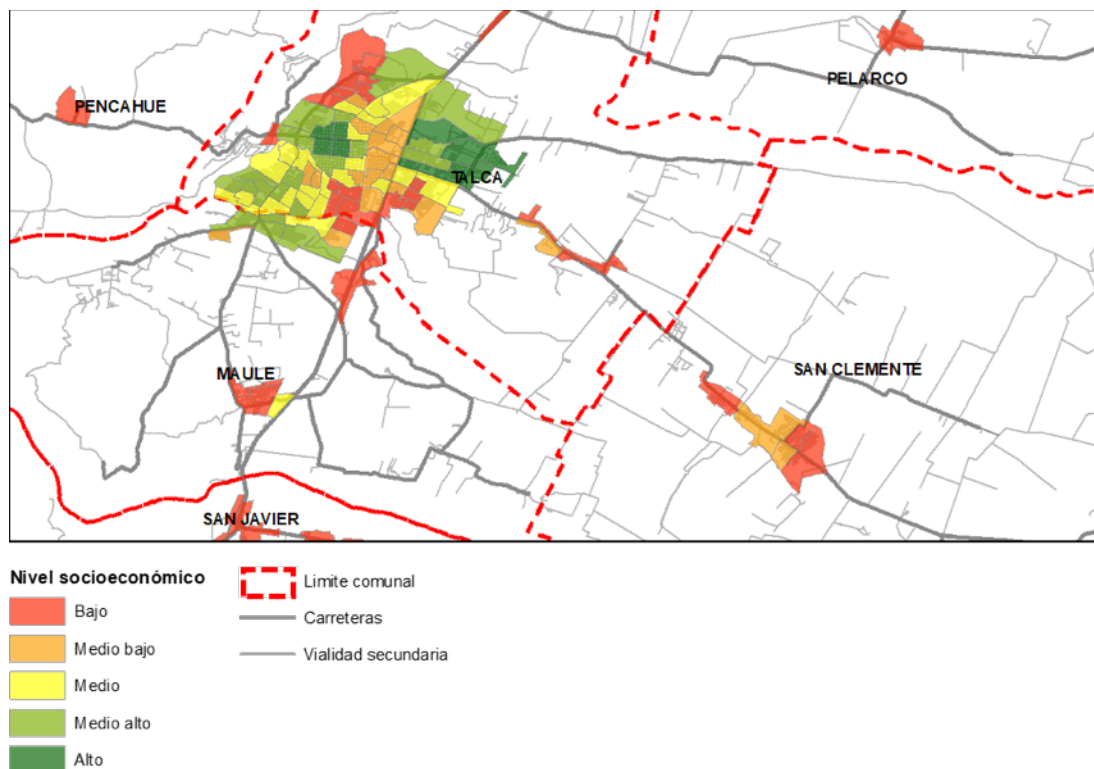 PELARCO
PENCAHUE
TALCA
SAN CLEMENTE
MAULE
SAN JAVIER
Nivel socioeconómico
Bajo
Medio bajo
Medio
Medio alto
Alto
Limite comunal
Carreteras
Vialidad secundaria